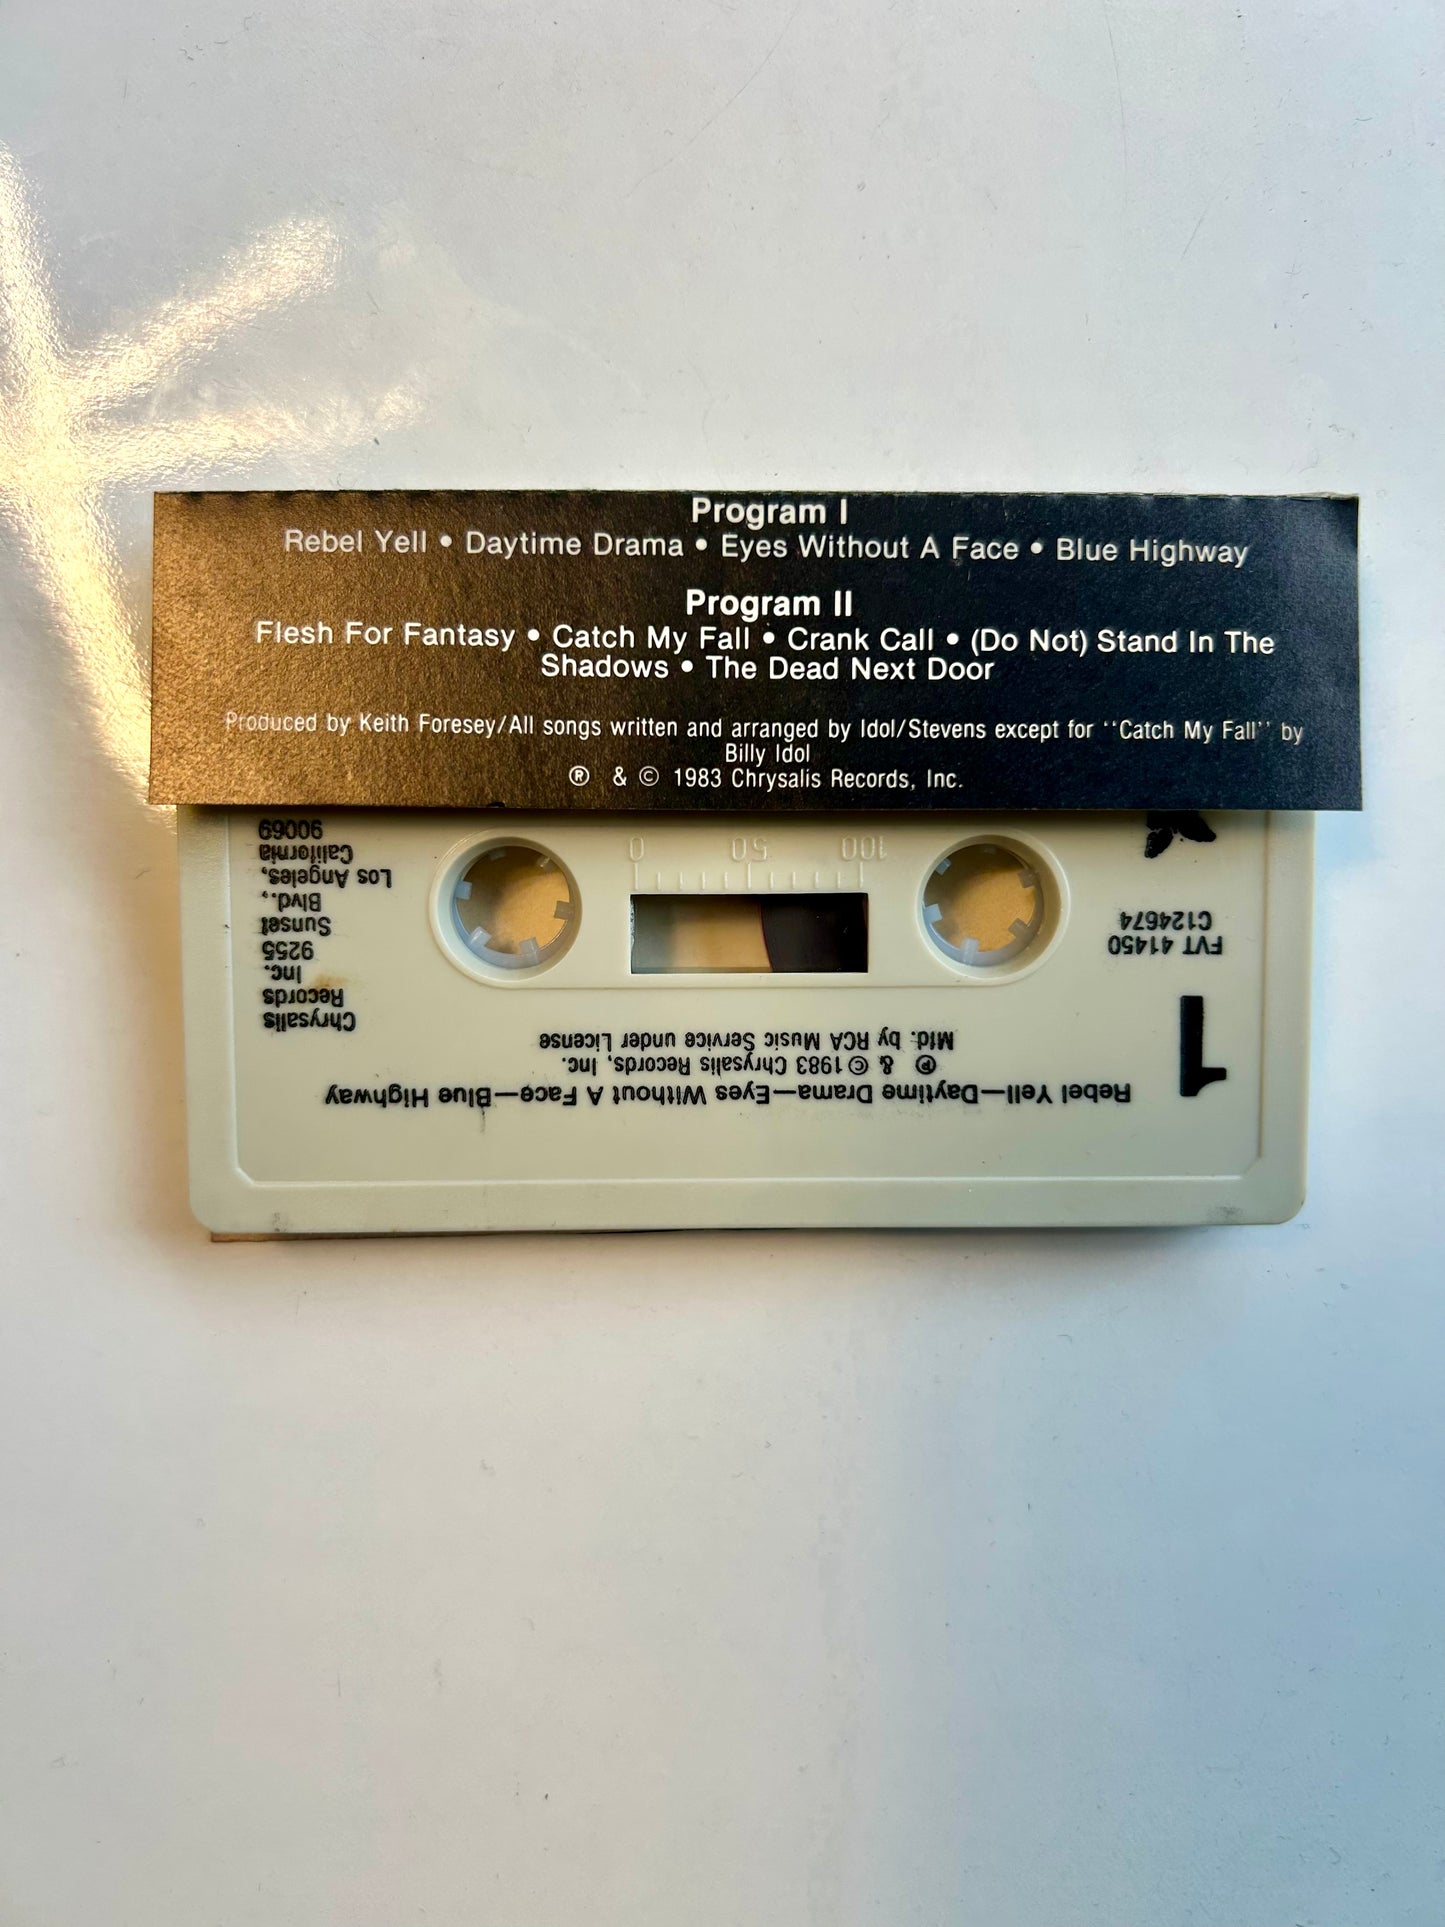 Program I
Rebel Yell • Daytime Drama • Eyes Without A Face • Blue Highway
Program II
Flesh For Fantasy • Catch My Fall • Crank Call • (Do Not) Stand In The
Shadows • The Dead Next Door
Produced by Keith Foresey/All songs written and arranged by Idol/Stevens except for "Catch My Fall" by
Billy Idol
® & © 1983 Chrysalis Records, Inc.
1
Rebel Yell—Daytime Drama—Eyes Without A Face—Blue Highway
℗ & © 1983 Chrysalis Records, Inc.
Mfd. by RCA Music Service under License
FVT 41450
C124674
Chrysalis
Records
Inc.
9255
Sunset
Blvd.,
Los Angeles,
California
90069
100 50 0